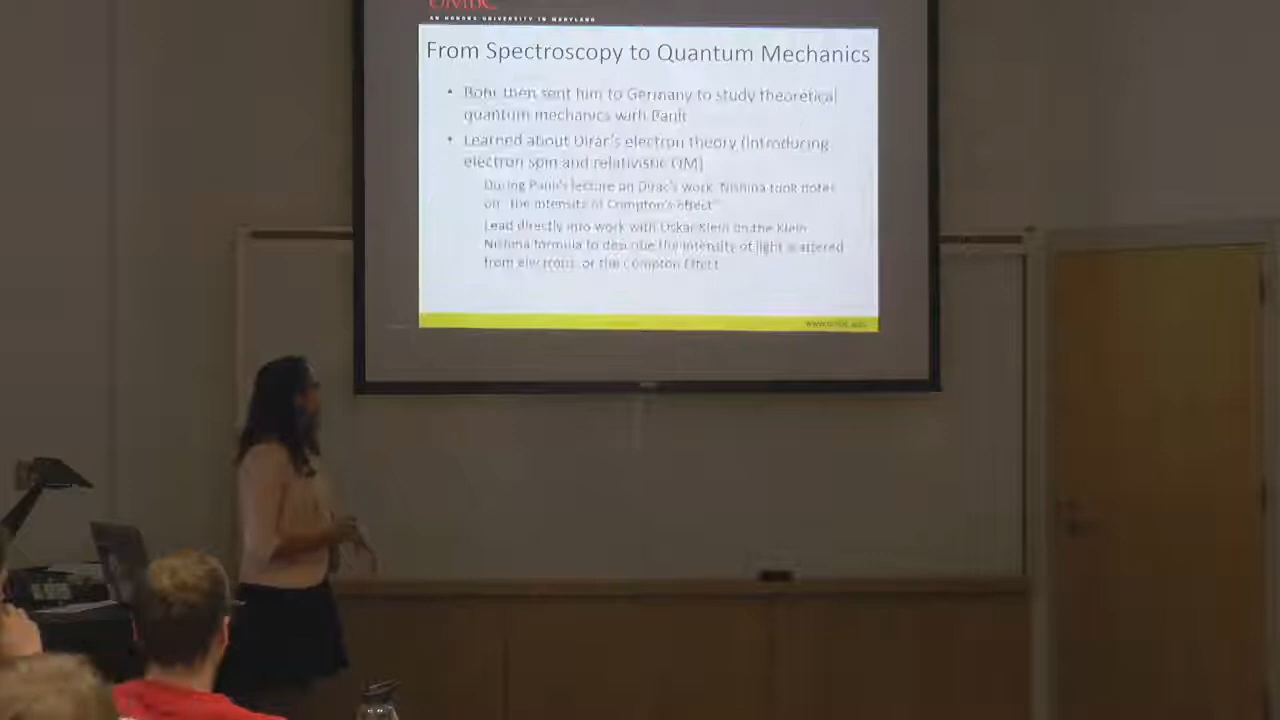 UMBC
AN HONORS UNIVERSITY IN MARYLAND
From Spectroscopy to Quantum Mechanics
• Bohr then sent him to Germany to study theoretical
quantum mechanics with Pauli
• Learned about Dirac's electron theory (introducing
electron spin and relativistic QM)
During Pauli's lecture on Dirac's work, Nishina took notes
on "the intensity of Compton's effect"
Lead directly into work with Oskar Klein on the Klein
Nishina formula to describe the intensity of light scattered
from electrons, or the Compton Effect
www.umbc.edu